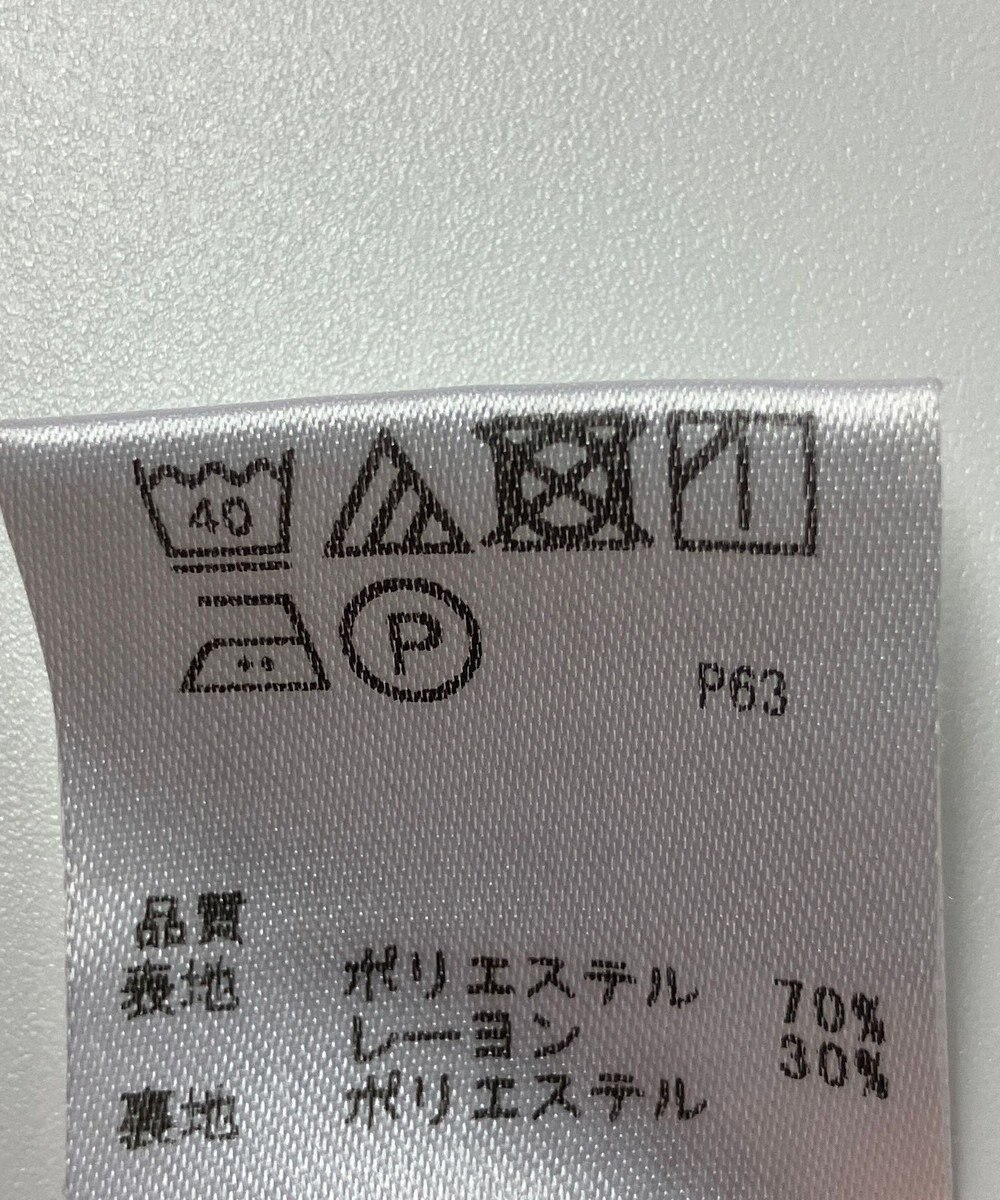 40
P
P63
品質
表地 ポリエステル 70%
レーヨン 30%
裏地 ポリエステル